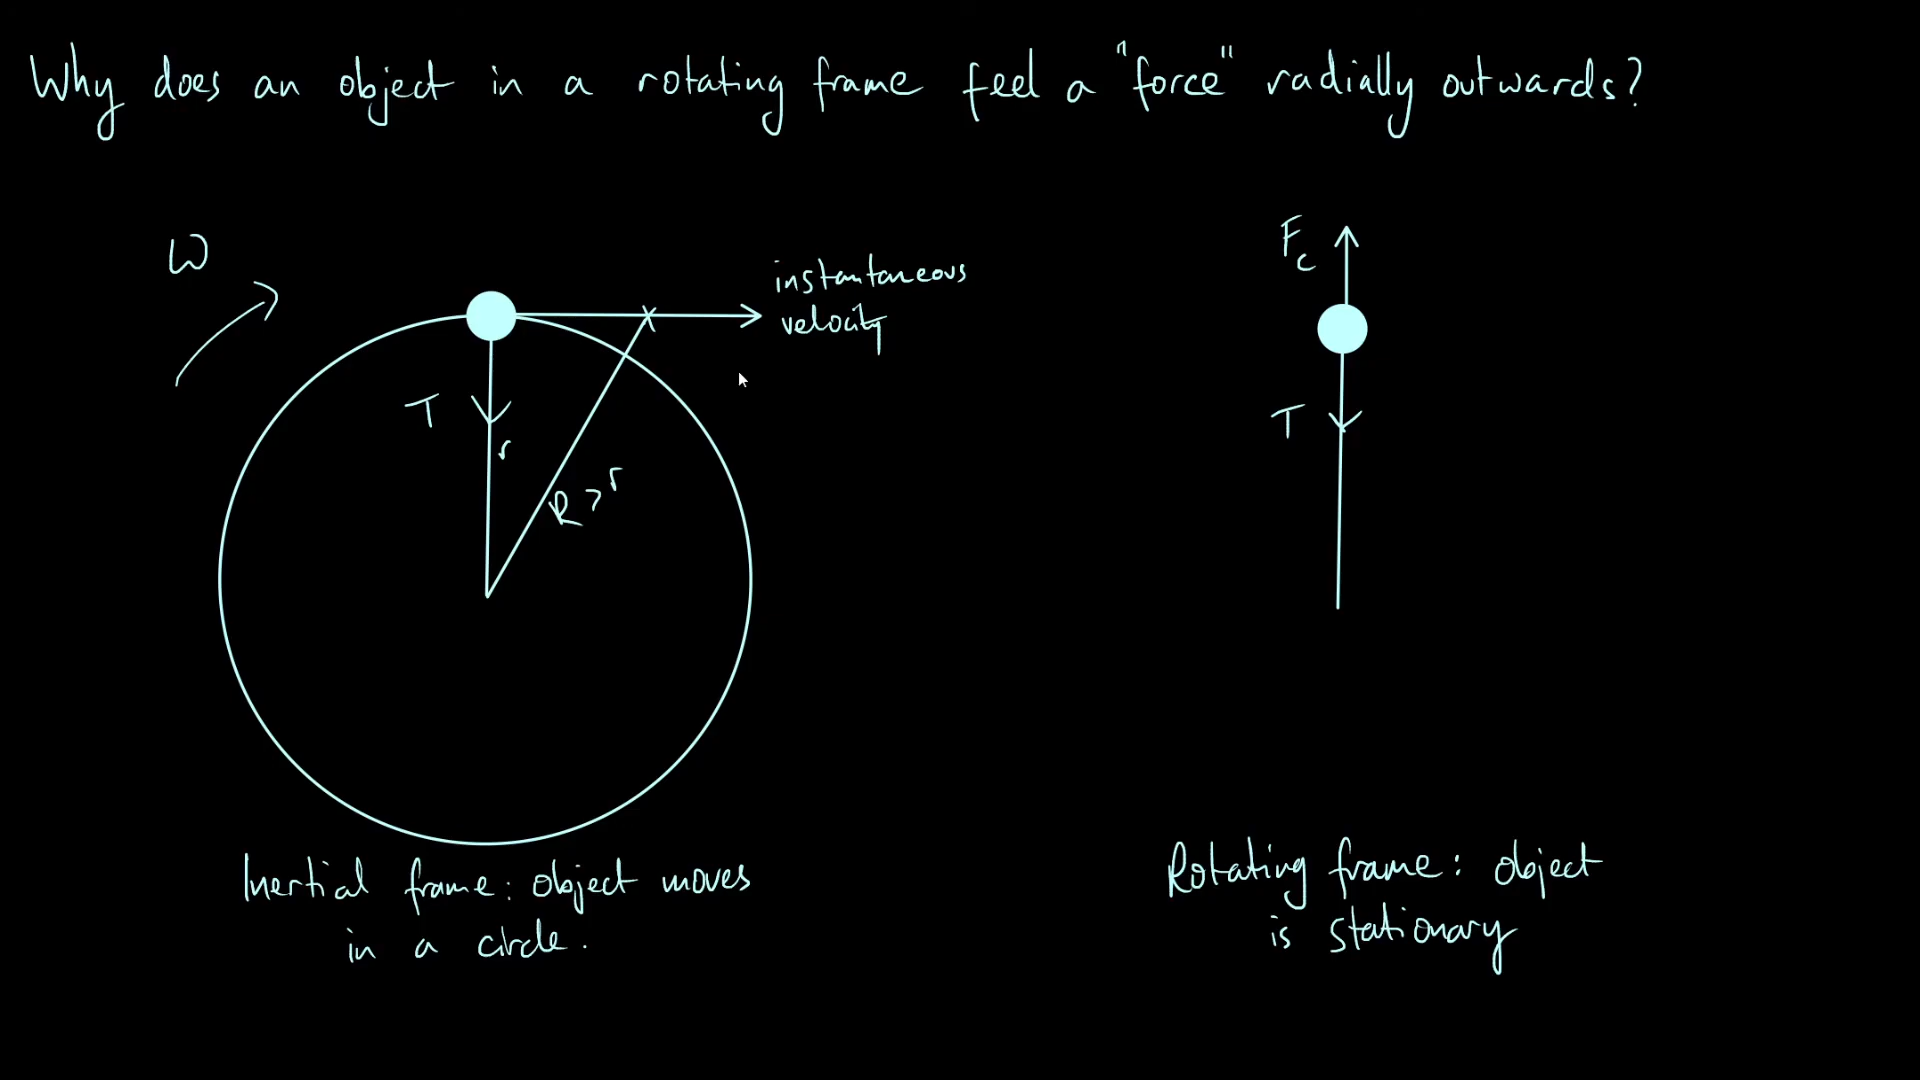 Why does an object in a rotating frame feel a "force" radially outwards?
ω
instantaneous
velocity
T
r
R > r
Inertial frame: object moves
in a circle.
Fc
T
Rotating frame: object
is stationary